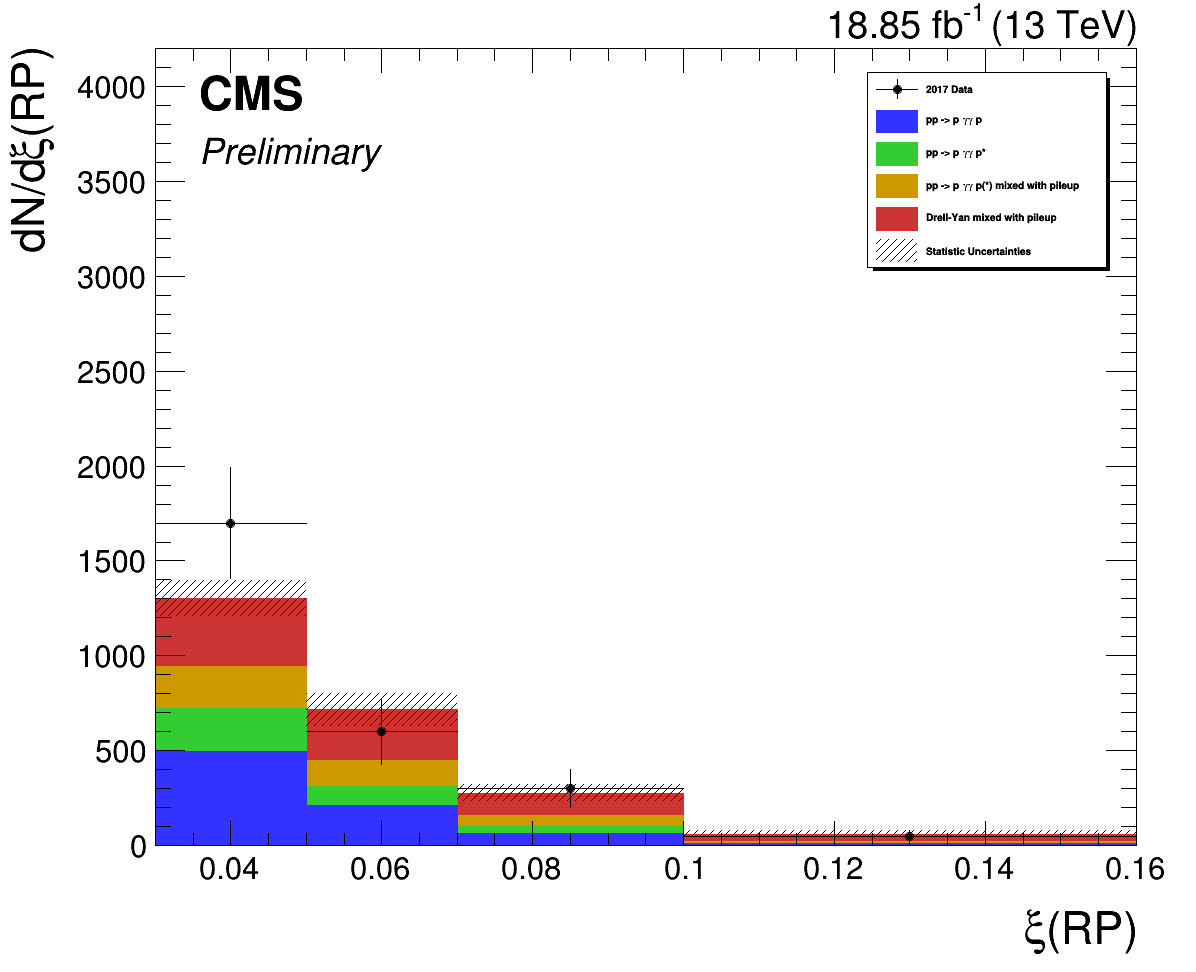 18.85 fb⁻¹ (13 TeV)
dN/dξ(RP)
CMS
Preliminary
2017 Data
pp -> p γγ p
pp -> p γγ p*
pp -> p γγ p(*) mixed with pileup
Drell-Yan mixed with pileup
Statistic Uncertainties
4000
3500
3000
2500
2000
1500
1000
500
0
0.04 0.06 0.08 0.1 0.12 0.14 0.16
ξ(RP)